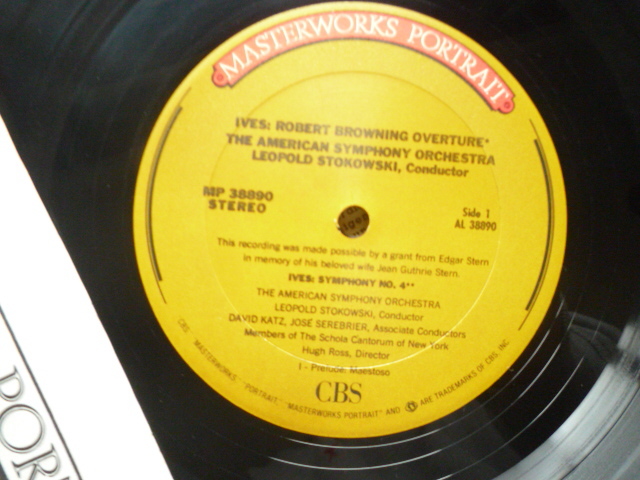 MASTERWORKS PORTRAIT
IVES: ROBERT BROWNING OVERTURE*
THE AMERICAN SYMPHONY ORCHESTRA
LEOPOLD STOKOWSKI, Conductor
MP 38890
STEREO
Side 1
AL 38890
This recording was made possible by a grant from Edgar Stern
in memory of his beloved wife Jean Guthrie Stern.
IVES: SYMPHONY NO. 4**
THE AMERICAN SYMPHONY ORCHESTRA
LEOPOLD STOKOWSKI, Conductor
DAVID KATZ, JOSÉ SEREBRIER, Associate Conductors
Members of The Schola Cantorum of New York
Hugh Ross, Director
I - Prelude: Maestoso
CBS
CBS, "MASTERWORKS PORTRAIT" "MASTERWORKS PORTRAIT" AND ARE TRADEMARKS OF CBS INC.
POR